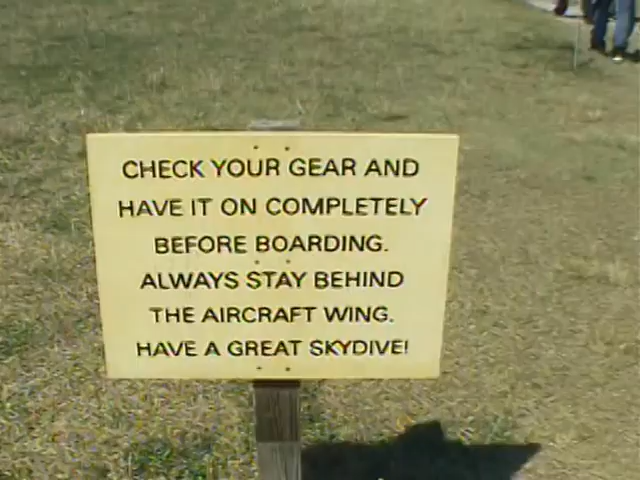 CHECK YOUR GEAR AND
HAVE IT ON COMPLETELY
BEFORE BOARDING.
ALWAYS STAY BEHIND
THE AIRCRAFT WING.
HAVE A GREAT SKYDIVE!